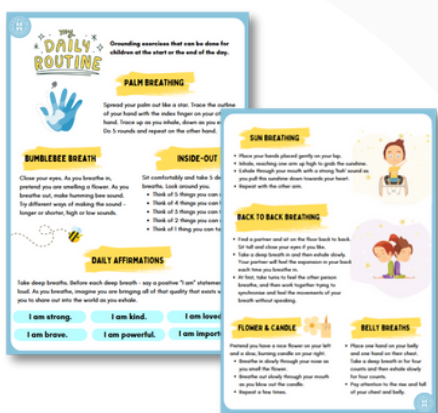 my
DAILY
ROUTINE
Grounding exercises that can be done for
children at the start or the end of the day.
PALM BREATHING
Spread your palm out like a star. Trace the outline
of your hand with the index finger on your
hand. Trace up as you inhale, down as you
Do 5 rounds and repeat on the other hand.
BUMBLEBEE BREATH
Close your eyes. As you breathe in,
pretend you are smelling a flower. As you
breathe out, make humming bee sound.
Try different ways of making the sound -
longer or shorter, high or low sounds.
INSIDE-OUT
Sit comfortably and take 5
breaths. Look around you.
• Think of 5 things you can
• Think of 4 things you can
• Think of 3 things you can
• Think of 2 things you can
• Think of 1 thing you can
DAILY AFFIRMATIONS
Take deep breaths. Before each deep breath - say a positive "I am"
loud. As you breathe, imagine you are bringing all of that quality that exists
you to share out into the world as you exhale.
I am strong.
I am kind.
I am loved
I am brave.
I am powerful.
I am
SUN BREATHING
• Place your hands placed gently on your lap.
• Inhale, reaching one arm up high to grab the sunshine.
• Exhale through your mouth with a strong 'hah' sound as
you pull the sunshine down towards your heart.
• Repeat with the other arm.
BACK TO BACK BREATHING
• Find a partner and sit on the floor back to back.
Sit tall and close your eyes if you like.
• Take a deep breath in and then exhale slowly.
Your partner will feel the expansion in your back
each time you breathe in.
• At first, take turns to feel the other person
breathe, and then work together trying to
synchronise and feel the movements of your
breath without speaking.
FLOWER & CANDLE
Pretend you have a nice flower on your left
and a slow, burning candle on your right.
• Breathe in slowly through your nose as
you smell the flower.
• Breathe out slowly through your mouth
as you blow out the candle.
• Repeat a few times.
BELLY BREATHS
• Place one hand on your belly
and one hand on their chest.
Take a deep breath in for four
counts and then exhale slowly
for four counts.
• Pay attention to the rise and fall
of your chest and belly.